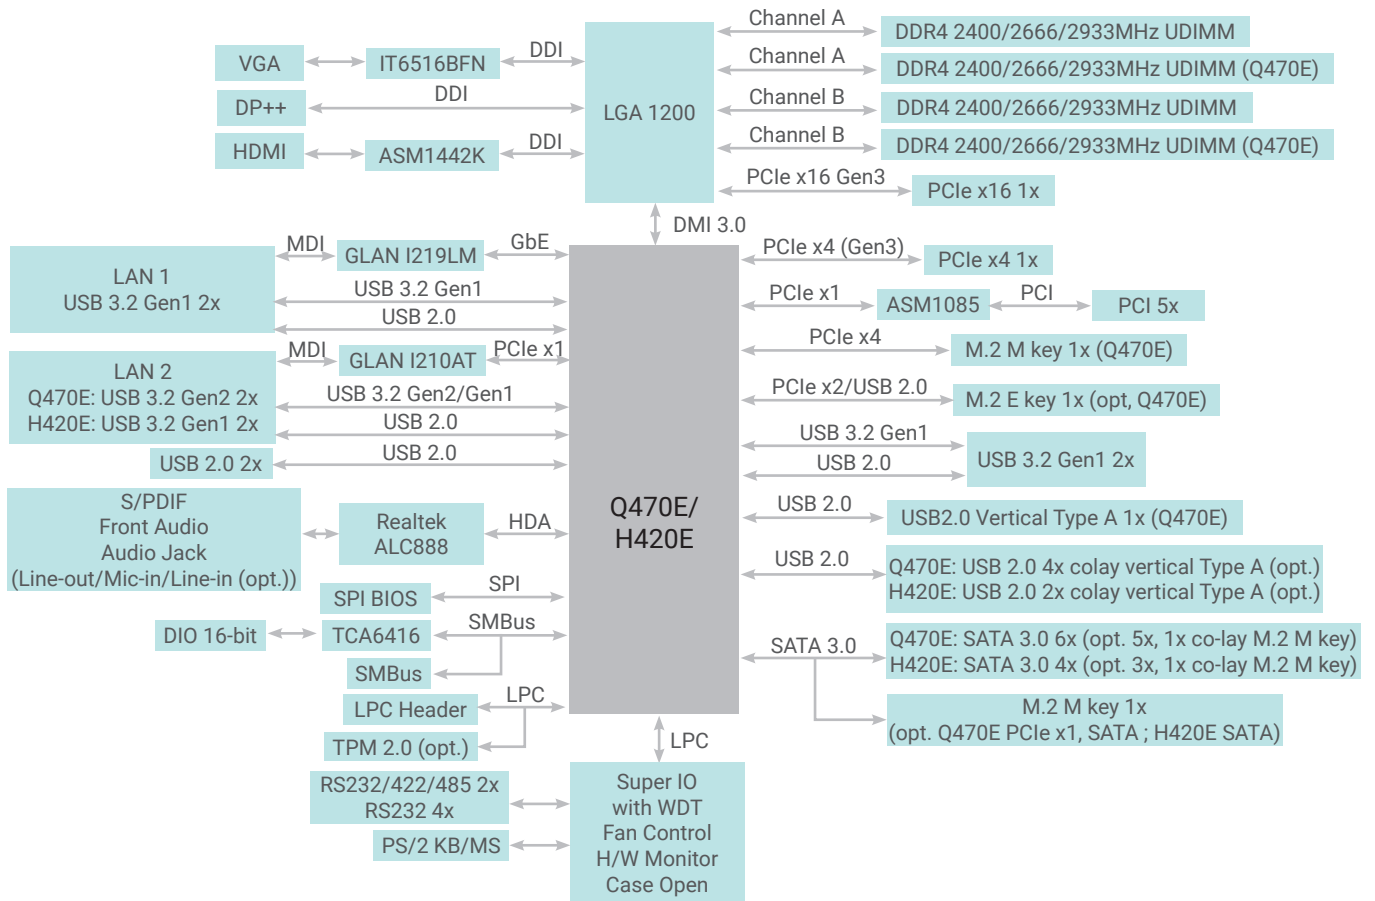 Channel A
DDR4 2400/2666/2933MHz UDIMM
VGA
IT6516BFN
DDI
Channel A
DDR4 2400/2666/2933MHz UDIMM (Q470E)
DP++
DDI
LGA 1200
Channel B
DDR4 2400/2666/2933MHz UDIMM
HDMI
ASM1442K
DDI
Channel B
DDR4 2400/2666/2933MHz UDIMM (Q470E)
PCIe x16 Gen3
PCIe x16 1x
DMI 3.0
LAN 1
USB 3.2 Gen1 2x
MDI
GLAN I219LM
GbE
USB 3.2 Gen1
USB 2.0
LAN 2
Q470E: USB 3.2 Gen2 2x
H420E: USB 3.2 Gen1 2x
MDI
GLAN I210AT
PCIe x1
USB 3.2 Gen2/Gen1
USB 2.0
USB 2.0 2x
USB 2.0
S/PDIF
Front Audio
Audio Jack
(Line-out/Mic-in/Line-in (opt.))
Realtek
ALC888
HDA
SPI BIOS
SPI
DIO 16-bit
TCA6416
SMBus
SMBus
LPC Header
LPC
TPM 2.0 (opt.)
Q470E/
H420E
PCIe x4 (Gen3)
PCIe x4 1x
PCIe x1
ASM1085
PCI
PCI 5x
PCIe x4
M.2 M key 1x (Q470E)
PCIe x2/USB 2.0
M.2 E key 1x (opt, Q470E)
USB 3.2 Gen1
USB 2.0
USB 3.2 Gen1 2x
USB 2.0
USB2.0 Vertical Type A 1x (Q470E)
USB 2.0
Q470E: USB 2.0 4x colay vertical Type A (opt.)
H420E: USB 2.0 2x colay vertical Type A (opt.)
SATA 3.0
Q470E: SATA 3.0 6x (opt. 5x, 1x co-lay M.2 M key)
H420E: SATA 3.0 4x (opt. 3x, 1x co-lay M.2 M key)
M.2 M key 1x
(opt. Q470E PCIe x1, SATA ; H420E SATA)
LPC
RS232/422/485 2x
RS232 4x
PS/2 KB/MS
Super IO
with WDT
Fan Control
H/W Monitor
Case Open